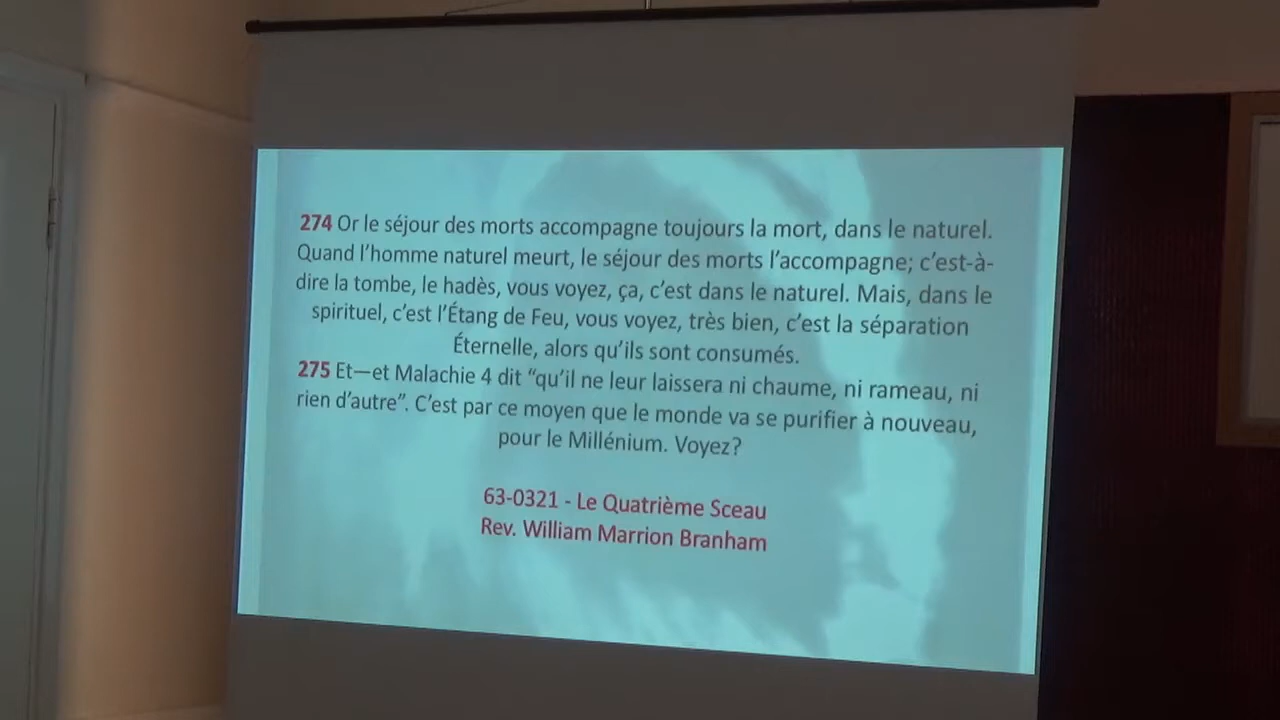 274 Or le séjour des morts accompagne toujours la mort, dans le naturel.
Quand l’homme naturel meurt, le séjour des morts l’accompagne; c’est-à-
dire la tombe, le hadès, vous voyez, ça, c’est dans le naturel. Mais, dans le
spirituel, c’est l’Étang de Feu, vous voyez, très bien, c’est la séparation
Éternelle, alors qu’ils sont consumés.
275 Et—et Malachie 4 dit “qu’il ne leur laissera ni chaume, ni rameau, ni
rien d’autre”. C’est par ce moyen que le monde va se purifier à nouveau,
pour le Millénium. Voyez?
63-0321 - Le Quatrième Sceau
Rev. William Marrion Branham